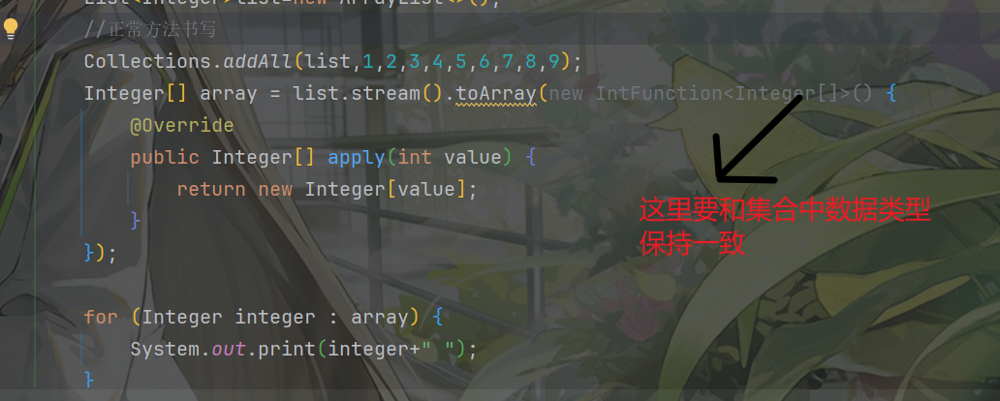 List<Integer>list=new ArrayList<>();
//正常方法书写
Collections.addAll(list,1,2,3,4,5,6,7,8,9);
Integer[] array = list.stream().toArray(new IntFunction<Integer[]>() {
@Override
public Integer[] apply(int value) {
return new Integer[value];
}
});
这里要和集合中数据类型
保持一致
for (Integer integer : array) {
System.out.print(integer+" ");
}